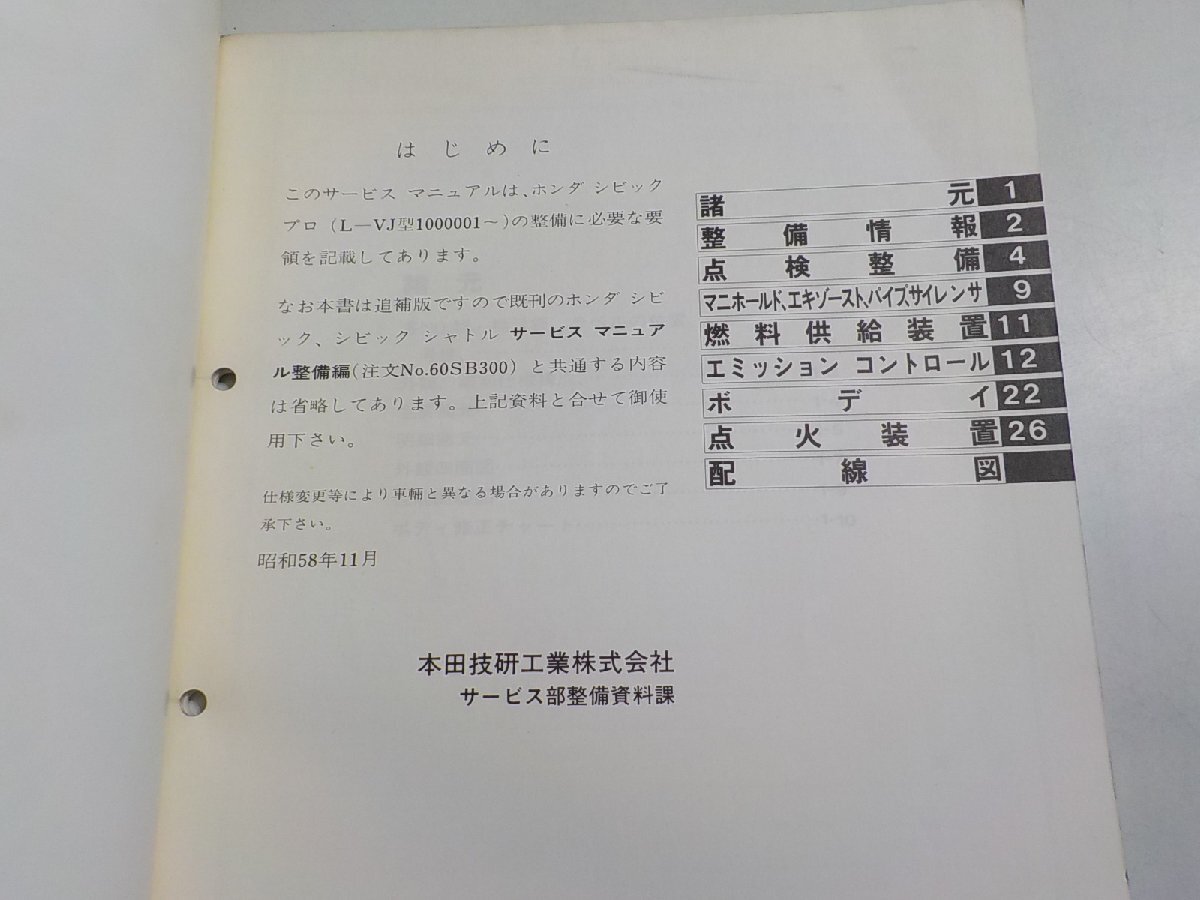 はじめに
このサービス マニュアルは、ホンダ シビック
プロ（L—VJ型1000001～）の整備に必要な要
領を記載してあります。
なお本書は追補版ですので既刊のホンダ シビ
ック、シビック シャトル サービス マニュア
ル整備編（注文No.60SB300）と共通する内容
は省略してあります。上記資料と合せて御使
用下さい。
仕様変更等により車輛と異なる場合がありますのでご了
承下さい。
昭和58年11月
本田技研工業株式会社
サービス部整備資料課
諸元 1
整備情報 2
点検整備 4
マニホールド、エキゾースト、パイプ、サイレンサ 9
燃料供給装置 11
エミッション コントロール 12
ボデイ 22
点火装置 26
配線図